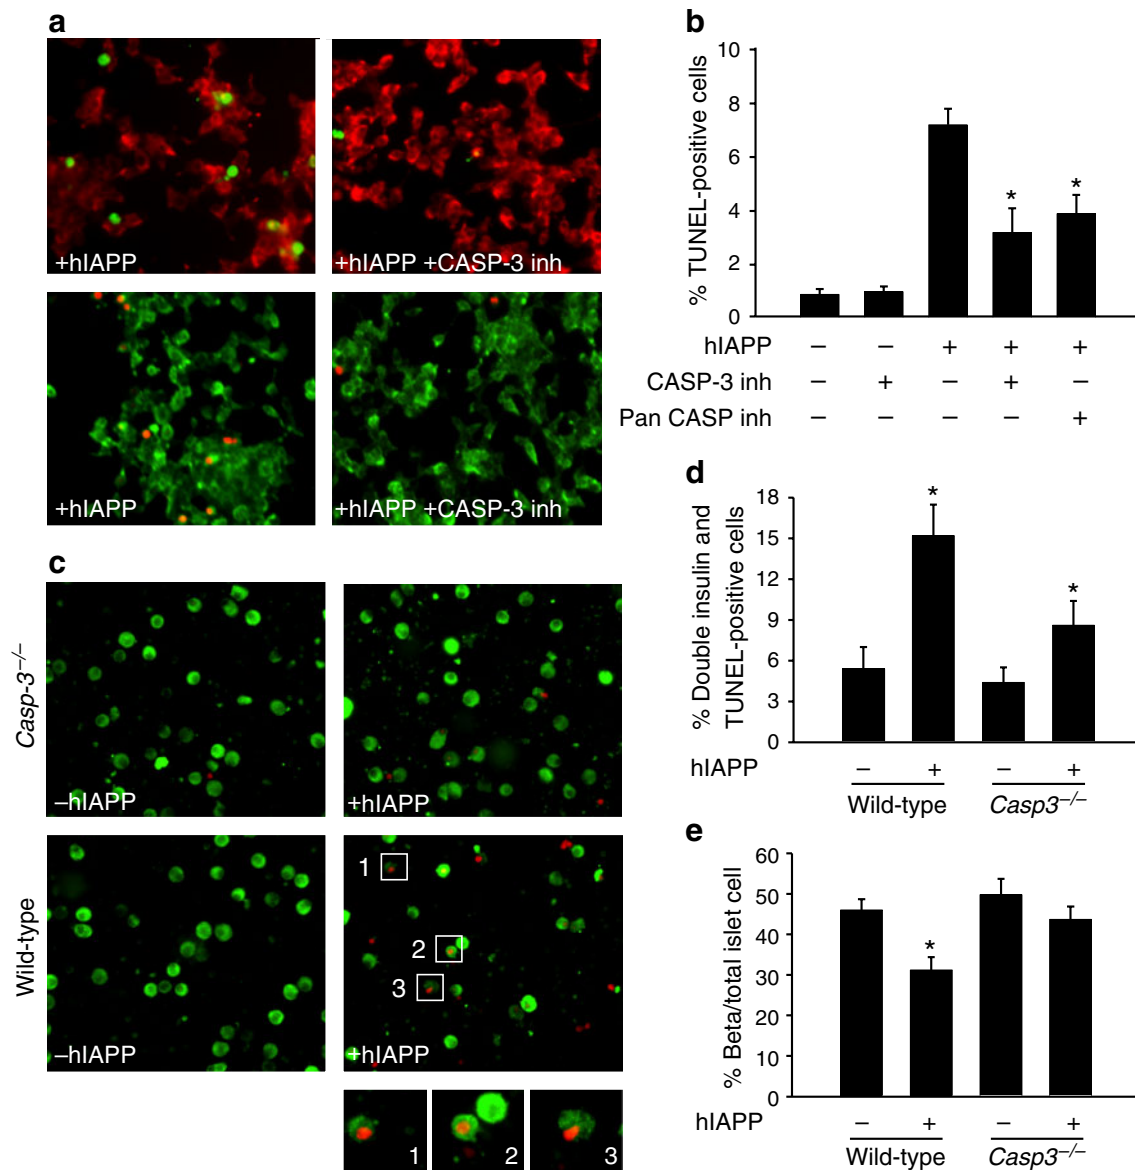 a
+hIAPP
+hIAPP +CASP-3 inh
+hIAPP
+hIAPP +CASP-3 inh
b
% TUNEL-positive cells
10
8
6
4
2
0
* *
hIAPP – – + + +
CASP-3 inh – + – + –
Pan CASP inh – – – – +
c
Casp-3–/–
–hIAPP
+hIAPP
Wild-type
–hIAPP
1
2
3
+hIAPP
1
2
3
d
% Double insulin and
TUNEL-positive cells
18
15
12
9
6
3
0
* *
hIAPP – + – +
Wild-type Casp3–/–
e
% Beta/total islet cell
60
50
40
30
20
10
0
*
hIAPP – + – +
Wild-type Casp3–/–